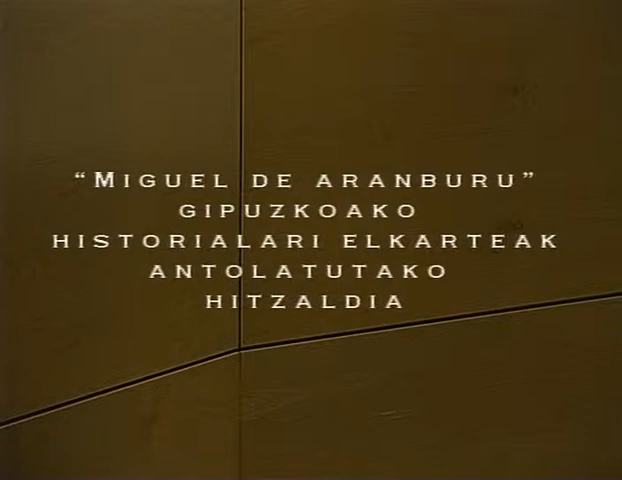 “MIGUEL DE ARANBURU”
GIPUZKOAKO
HISTORIALARI ELKARTEAK
ANTOLATUTAKO
HITZALDIA